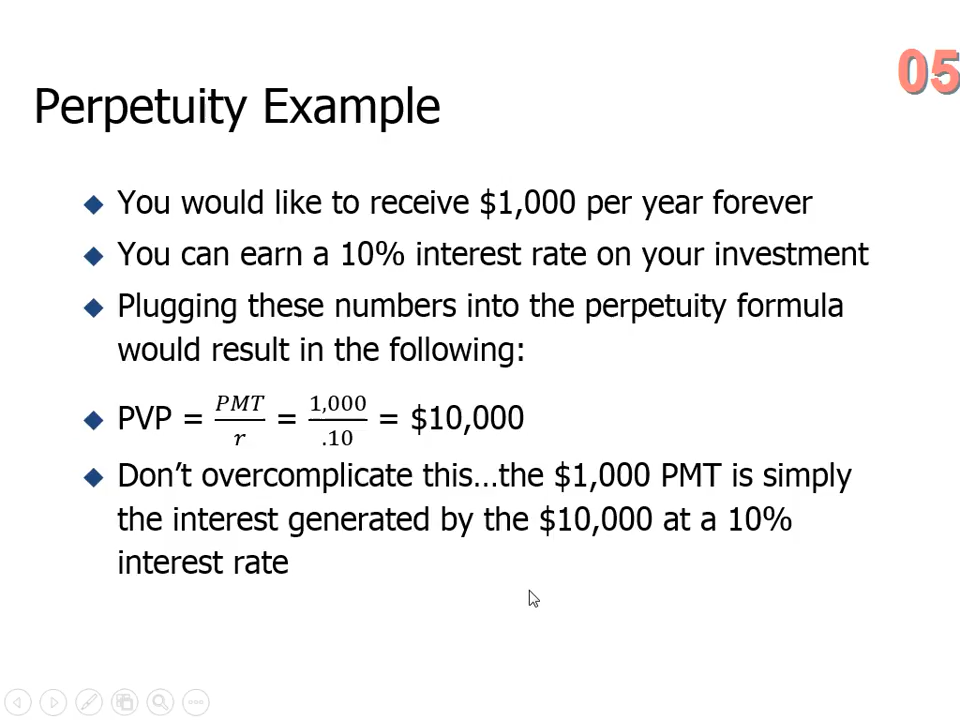 05
Perpetuity Example
You would like to receive $1,000 per year forever
You can earn a 10% interest rate on your investment
Plugging these numbers into the perpetuity formula
would result in the following:
PVP = PMT/r = 1,000/.10 = $10,000
Don’t overcomplicate this…the $1,000 PMT is simply
the interest generated by the $10,000 at a 10%
interest rate